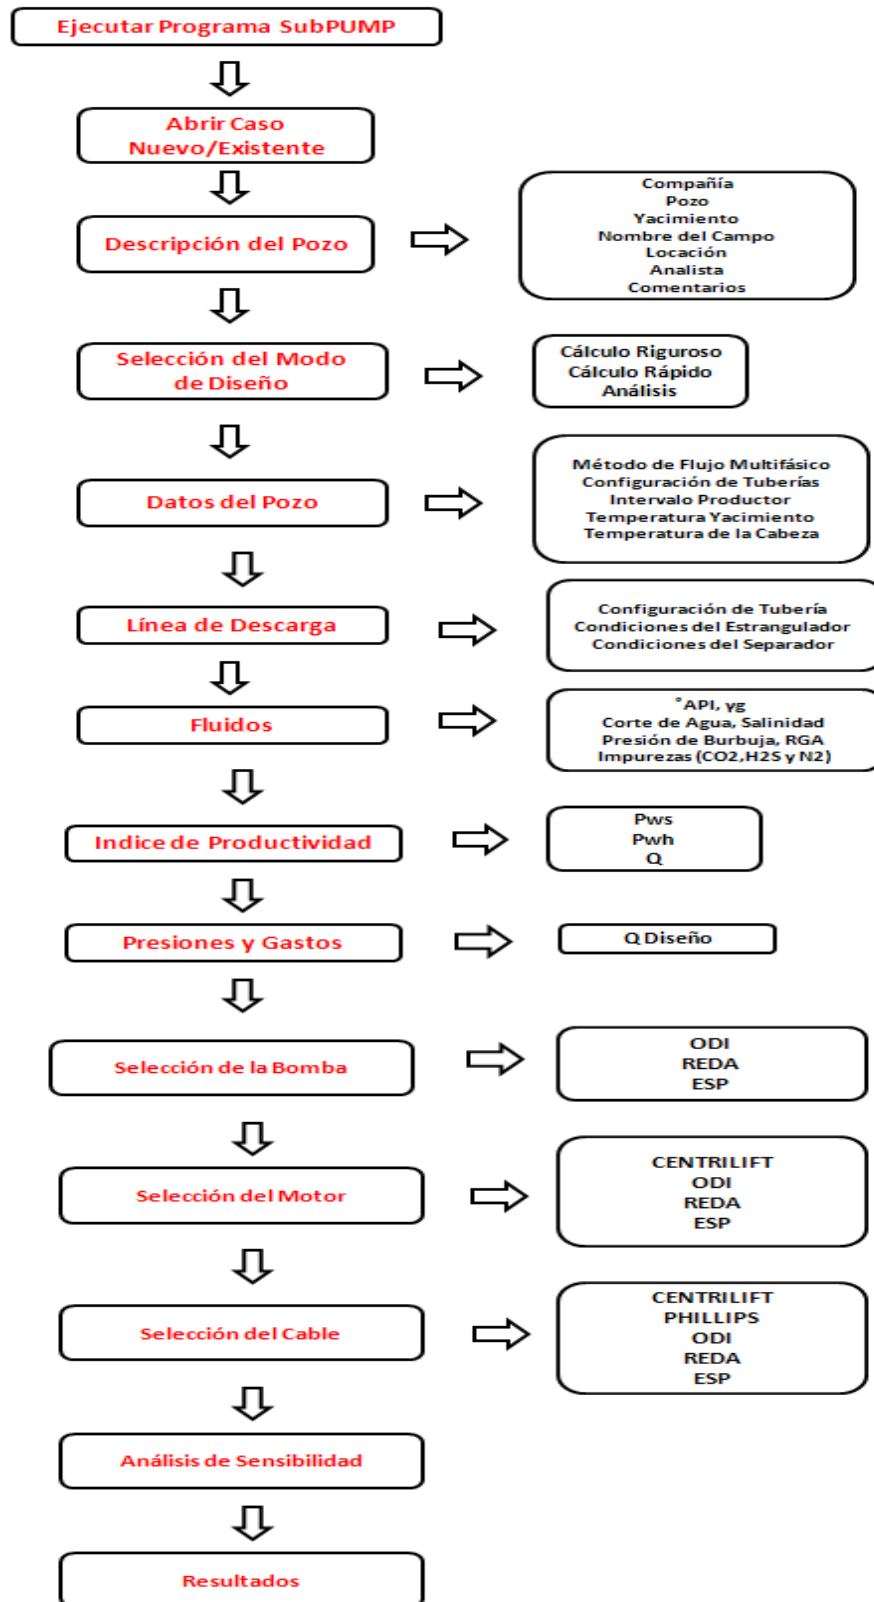 Ejecutar Programa SubPUMP
Abrir Caso
Nuevo/Existente
Descripción del Pozo
Compañía
Pozo
Yacimiento
Nombre del Campo
Locación
Analista
Comentarios
Selección del Modo
de Diseño
Cálculo Riguroso
Cálculo Rápido
Análisis
Datos del Pozo
Método de Flujo Multifásico
Configuración de Tuberías
Intervalo Productor
Temperatura Yacimiento
Temperatura de la Cabeza
Línea de Descarga
Configuración de Tubería
Condiciones del Estrangulador
Condiciones del Separador
Fluidos
°API, γg
Corte de Agua, Salinidad
Presión de Burbuja, RGA
Impurezas (CO2,H2S y N2)
Indice de Productividad
Pws
Pwh
Q
Presiones y Gastos
Q Diseño
Selección de la Bomba
ODI
REDA
ESP
Selección del Motor
CENTRILIFT
ODI
REDA
ESP
Selección del Cable
CENTRILIFT
PHILLIPS
ODI
REDA
ESP
Análisis de Sensibilidad
Resultados